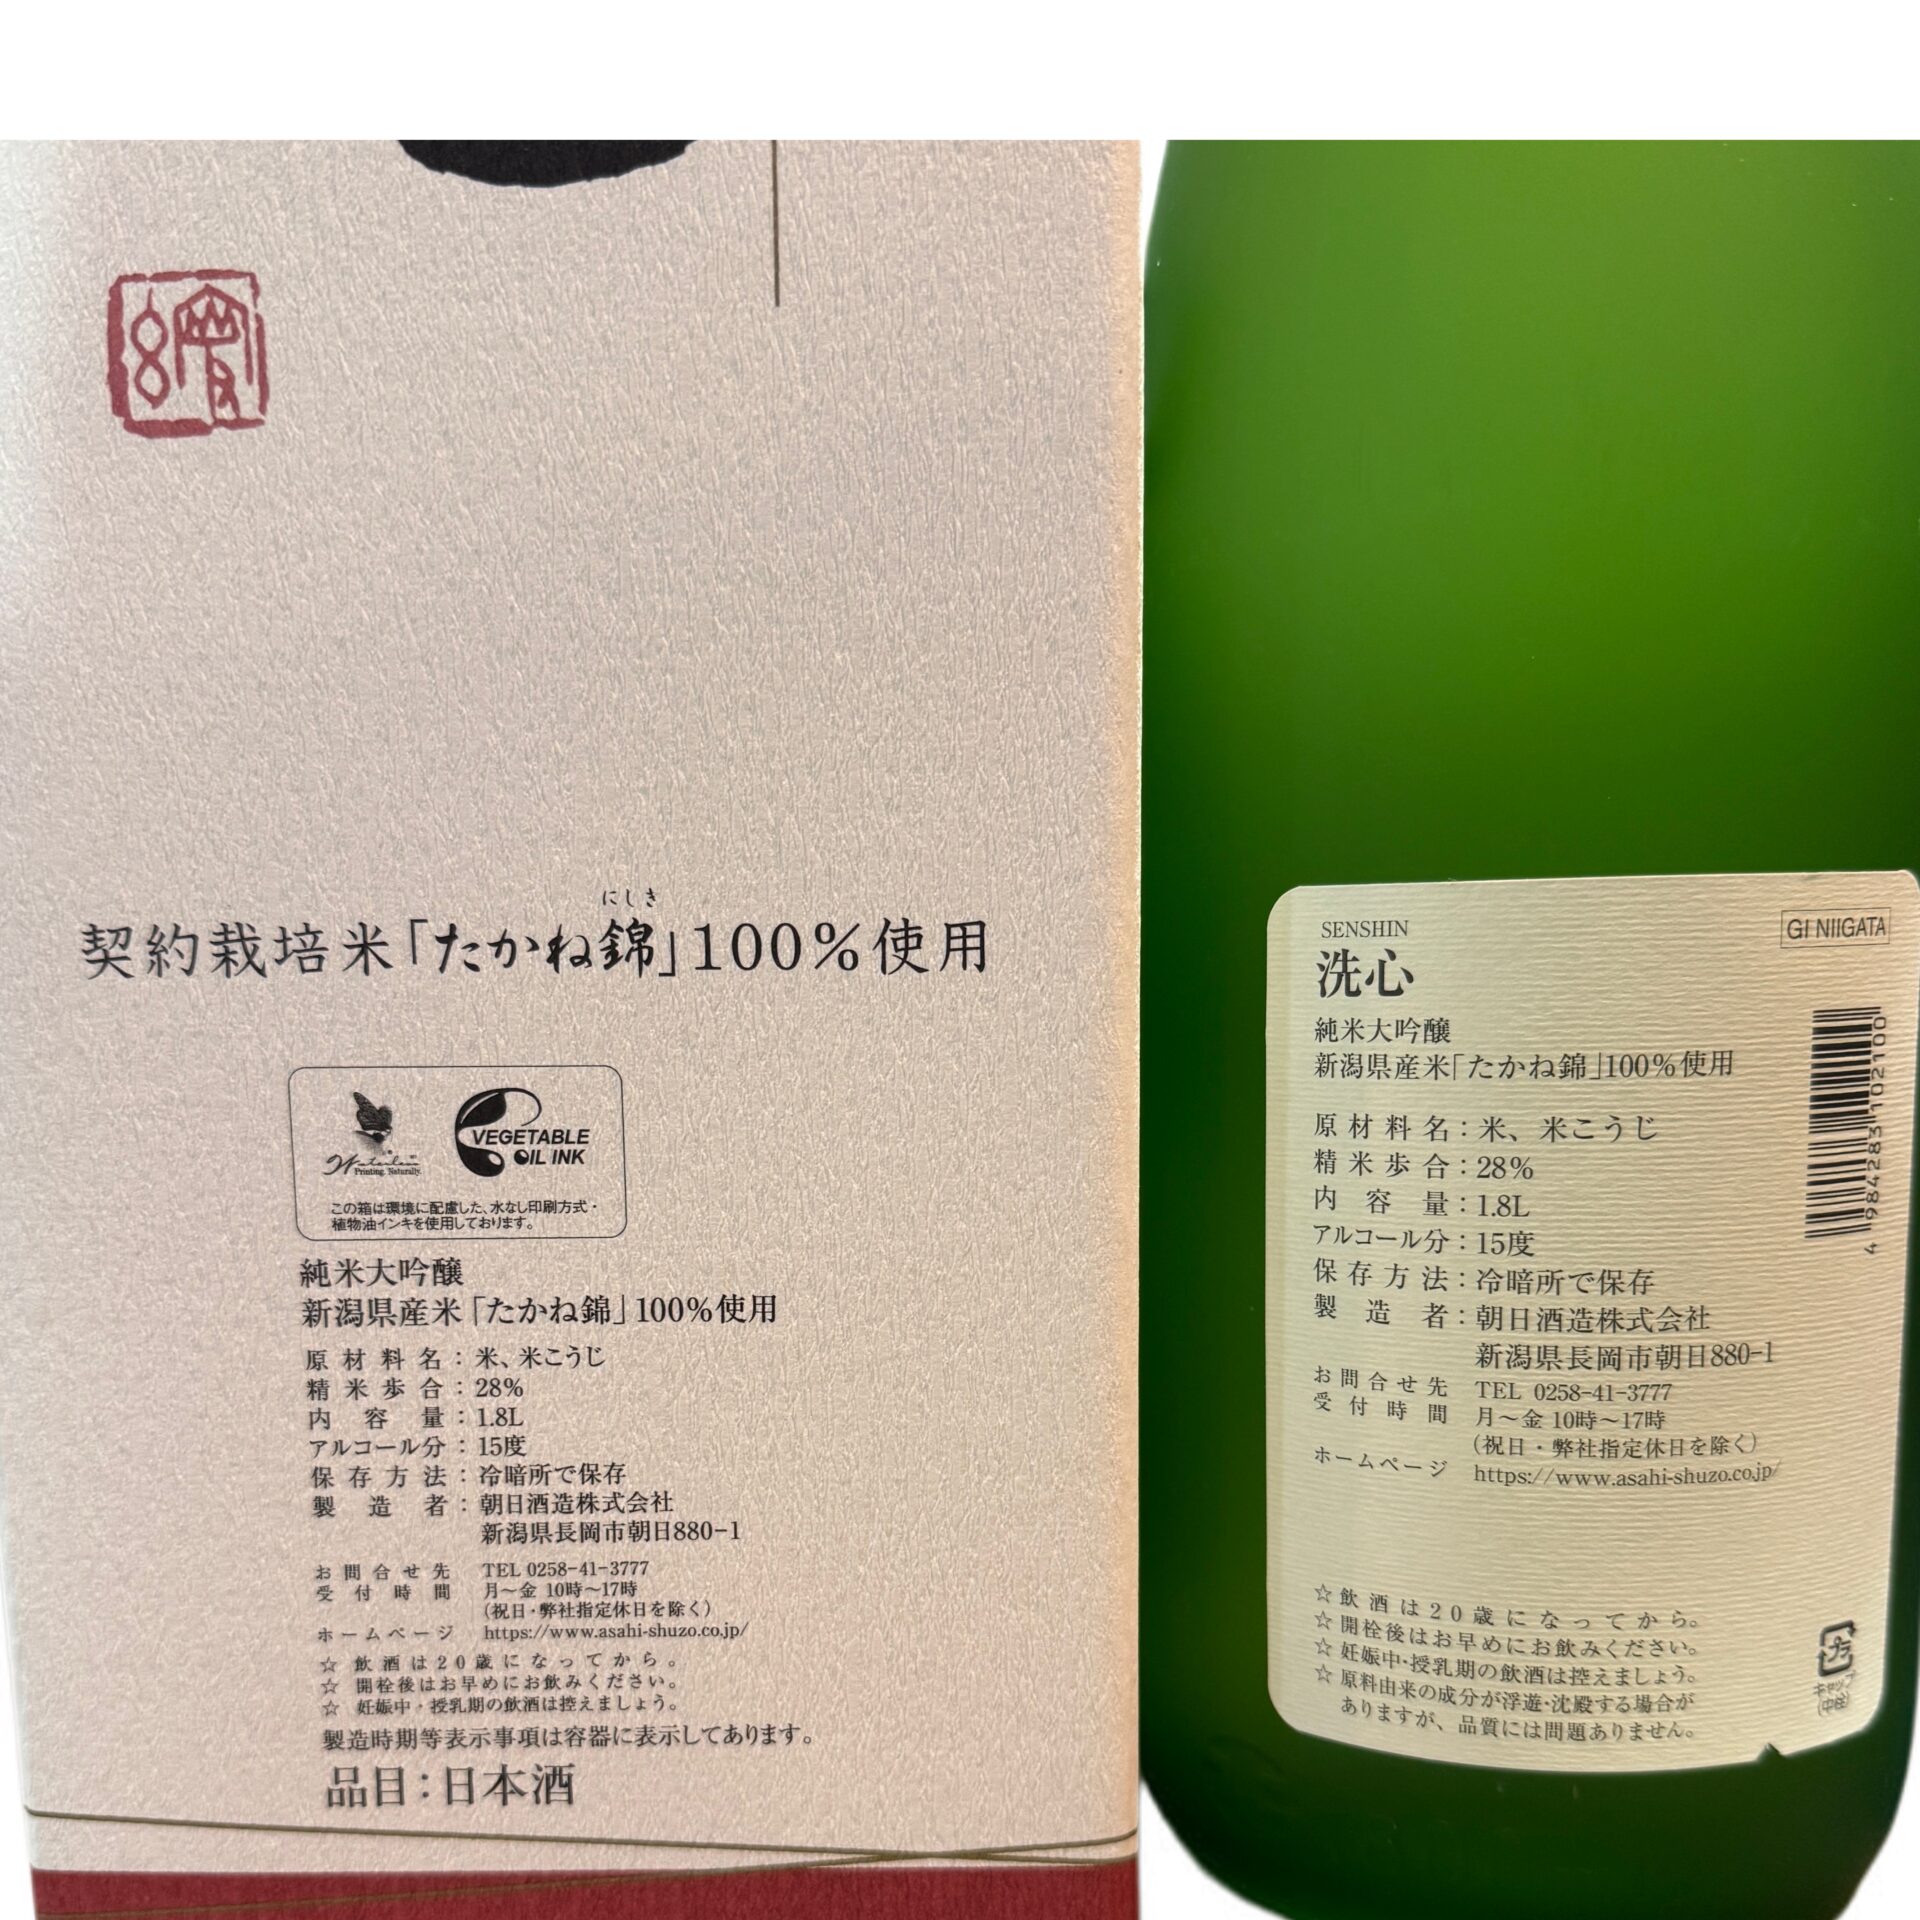 にしき
契約栽培米「たかね錦」100%使用
Waterless
Printing. Naturally.
VEGETABLE
OIL INK
この箱は環境に配慮した、水なし印刷方式・
植物油インキを使用しております。
純米大吟醸
新潟県産米「たかね錦」100%使用
原材料名:米、米こうじ
精米歩合:28%
内容量:1.8L
アルコール分:15度
保存方法:冷暗所で保存
製造者:朝日酒造株式会社
新潟県長岡市朝日880-1
お問合せ先 TEL 0258-41-3777
受付時間 月~金 10時~17時
(祝日・弊社指定休日を除く)
ホームページ https://www.asahi-shuzo.co.jp/
☆飲酒は20歳になってから。
☆開栓後はお早めにお飲みください。
☆妊娠中・授乳期の飲酒は控えましょう。
製造時期等表示事項は容器に表示してあります。
品目:日本酒
SENSHIN
GI NIIGATA
洗心
純米大吟醸
新潟県産米「たかね錦」100%使用
原材料名:米、米こうじ
精米歩合:28%
内容量:1.8L
アルコール分:15度
保存方法:冷暗所で保存
製造者:朝日酒造株式会社
新潟県長岡市朝日880-1
お問合せ先 TEL 0258-41-3777
受付時間 月~金 10時~17時
(祝日・弊社指定休日を除く)
ホームページ https://www.asahi-shuzo.co.jp/
☆飲酒は20歳になってから。
☆開栓後はお早めにお飲みください。
☆妊娠中・授乳期の飲酒は控えましょう。
☆原料由来の成分が浮遊・沈殿する場合が
ありますが、品質には問題ありません。
4 984283 102100
プラ
キャップ
(中栓)